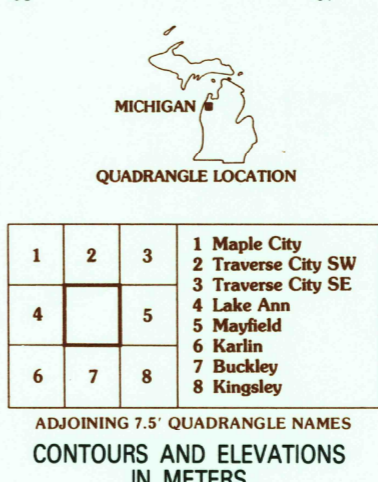 MICHIGAN
QUADRANGLE LOCATION
1 2 3
4 5
6 7 8
1 Maple City
2 Traverse City SW
3 Traverse City SE
4 Lake Ann
5 Mayfield
6 Karlin
7 Buckley
8 Kingsley
ADJOINING 7.5' QUADRANGLE NAMES
CONTOURS AND ELEVATIONS
IN METERS